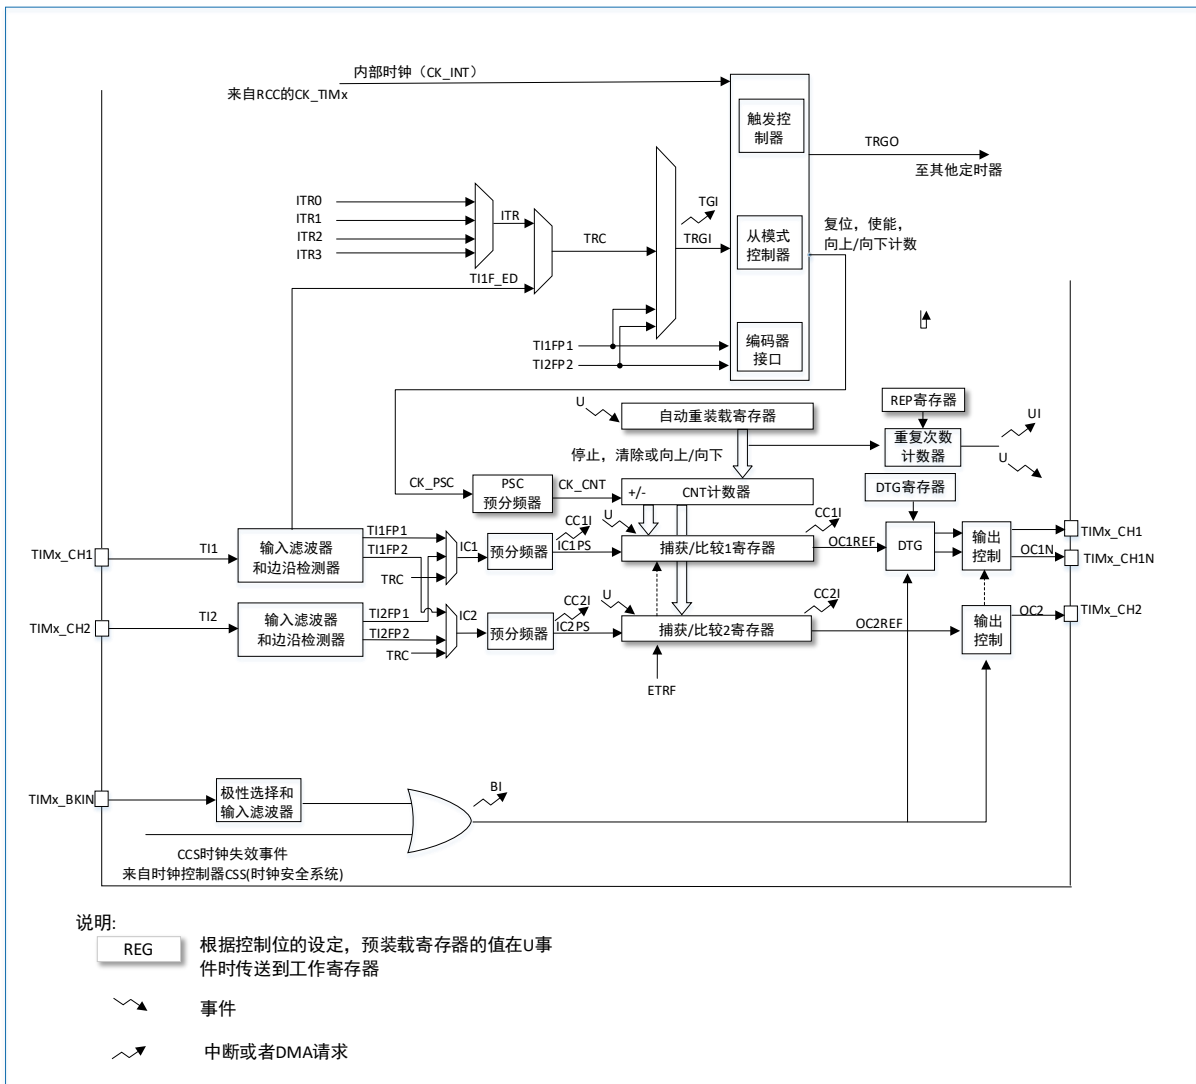 内部时钟（CK_INT）
来自RCC的CK_TIMx
触发控
制器
TRGO
至其他定时器
ITR0
ITR1
ITR2
ITR3
ITR
TRC
TGI
TRGI
从模式
控制器
复位，使能，
向上/向下计数
TI1F_ED
TI1FP1
TI2FP2
编码器
接口
U
自动重装载寄存器
REP寄存器
重复次数
计数器
UI
U
停止，清除或向上/向下
CK_PSC
PSC
预分频器
CK_CNT
+/-
CNT计数器
DTG寄存器
TIMx_CH1
TI1
输入滤波器
和边沿检测器
TI1FP1
TI1FP2
TRC
IC1
预分频器
CC1I
IC1PS
U
捕获/比较1寄存器
CC1I
OC1REF
DTG
输出
控制
TIMx_CH1
OC1N
TIMx_CH1N
TIMx_CH2
TI2
输入滤波器
和边沿检测器
TI2FP1
TI2FP2
TRC
IC2
预分频器
CC2I
IC2PS
U
捕获/比较2寄存器
CC2I
OC2REF
输出
控制
OC2
TIMx_CH2
ETRF
TIMx_BKIN
极性选择和
输入滤波器
BI
CCS时钟失效事件
来自时钟控制器CSS(时钟安全系统)
说明:
REG
根据控制位的设定，预装载寄存器的值在U事
件时传送到工作寄存器
事件
中断或者DMA请求